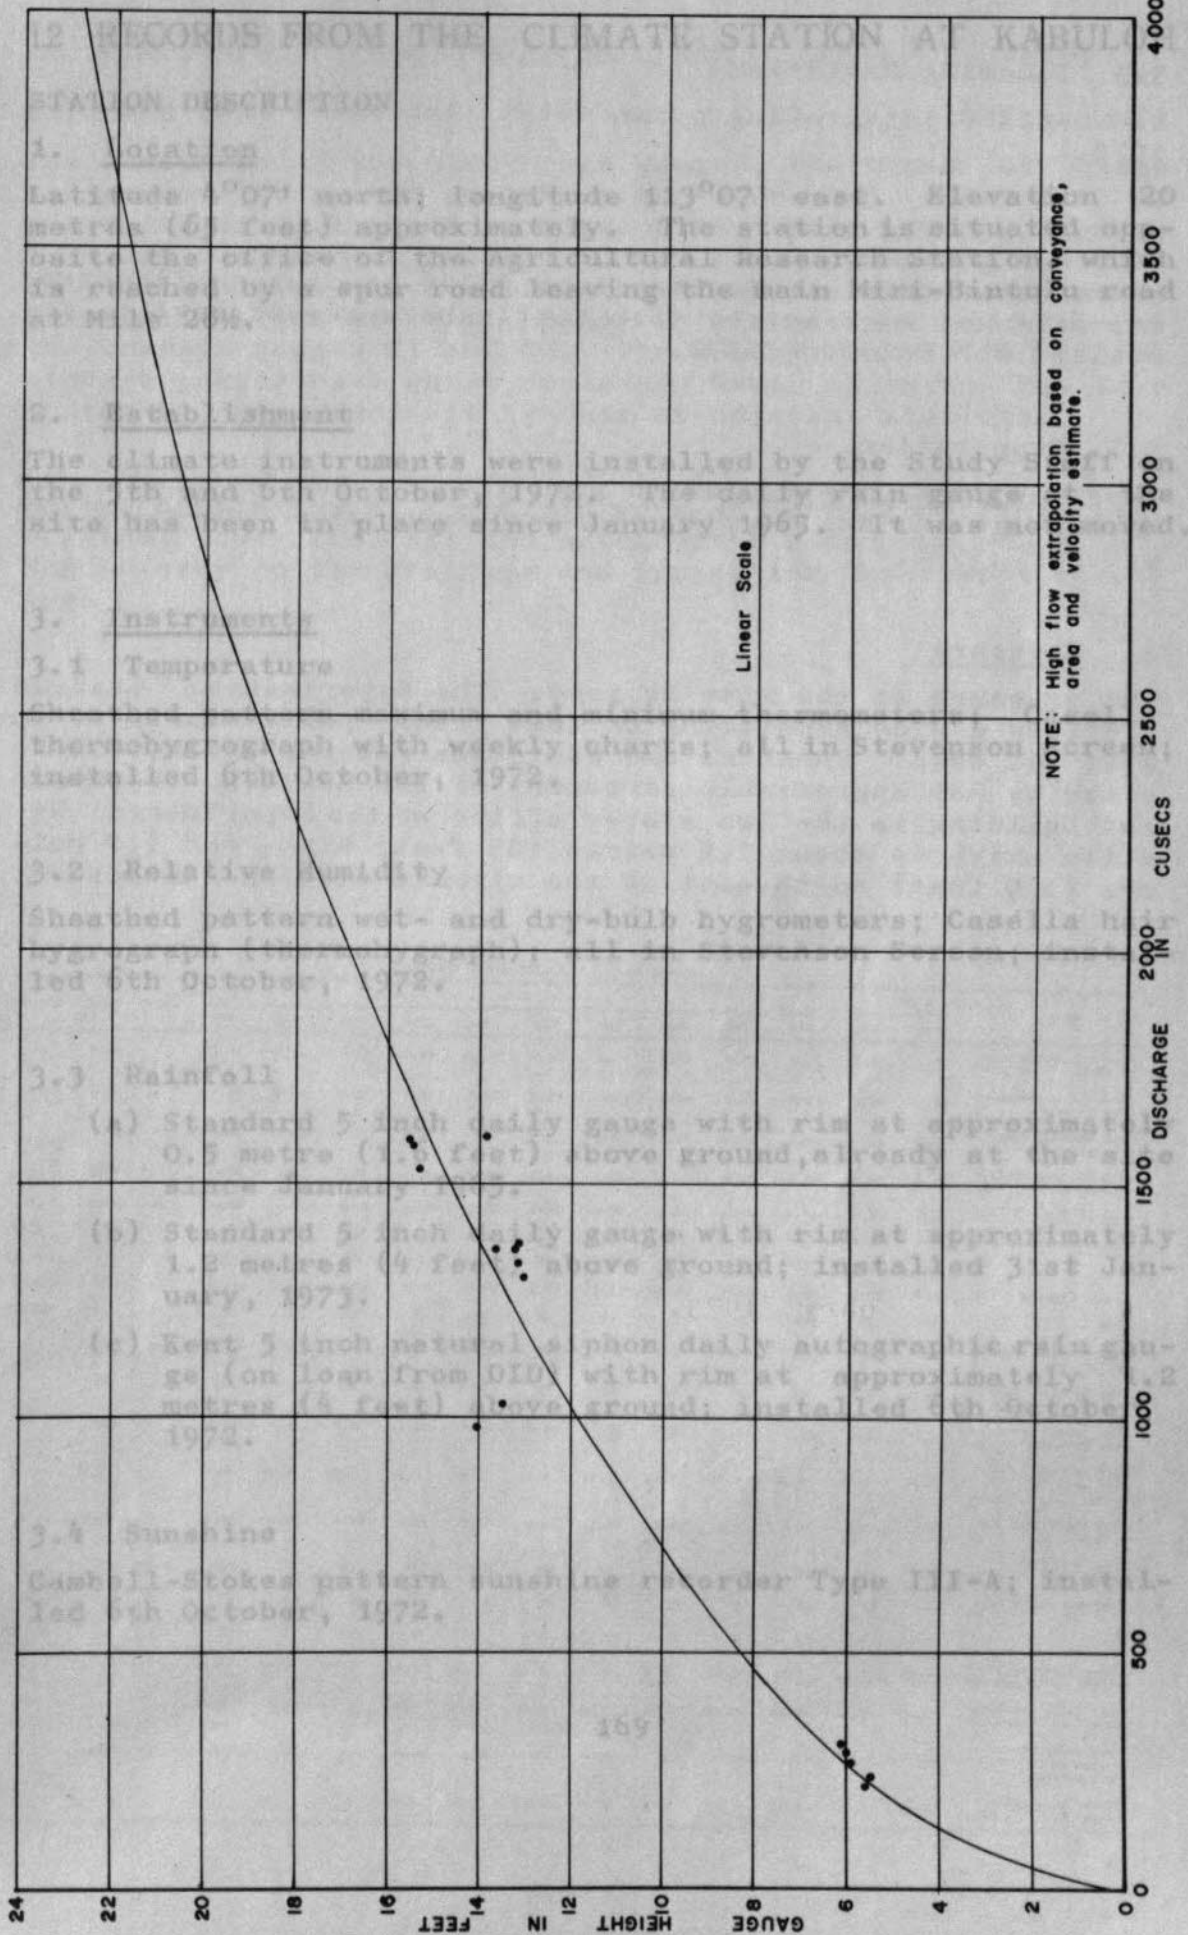 12 RECORDS FROM THE CLIMATE STATION AT
STATION DESCRIPTION
1. Location
Latitude 4°07' north; longitude 113°07' east. Elevation 20
metres (65 feet) approximately. The station is situated opp-
osite the office of the Agricultural Research Station, which
is reached by a spur road leaving the main Miri-Bintulu road
at Mile
2. Establishment
The climate instruments were installed by the Study Staff on
the 5th and 6th October, 1972. The daily rain gauge at the
site has been in place since January 1965. It was not moved.
3. Instruments
3.1 Temperature
Sheathed pattern maximum and minimum thermometers;
thermohygrograph with weekly charts; all in Stevenson Screen;
installed 6th October, 1972.
3.2 Relative Humidity
Sheathed pattern wet- and dry-bulb hygrometers; Casella hair
hygrograph (thermohygraph); all in Stevenson Screen; instal-
led 6th October, 1972.
3.3 Rainfall
(a) Standard 5 inch daily gauge with rim at approximately
0.5 metre (1.6 feet) above ground, already at the site
since January 1965.
(b) Standard 5 inch daily gauge with rim at approximately
1.2 metres (4 feet) above ground; installed 31st Jan-
uary, 1973.
(c) Kent 5 inch natural siphon daily autographic rain gau-
ge (on loan from DID) with rim at approximately 1.2
metres (4 feet) above ground; installed 6th October
1972.
3.4 Sunshine
Cambell-Stokes pattern sunshine recorder Type III-A; instal-
led 6th October, 1972.
169
24
22
20
18
16
14
12
10
8
6
4
2
0
GAUGE HEIGHT IN FEET
0
500
1000
1500
2000
2500
3000
3500
4000
DISCHARGE IN CUSECS
Linear Scale
NOTE: High flow extrapolation based on conveyance,
area and velocity estimate.